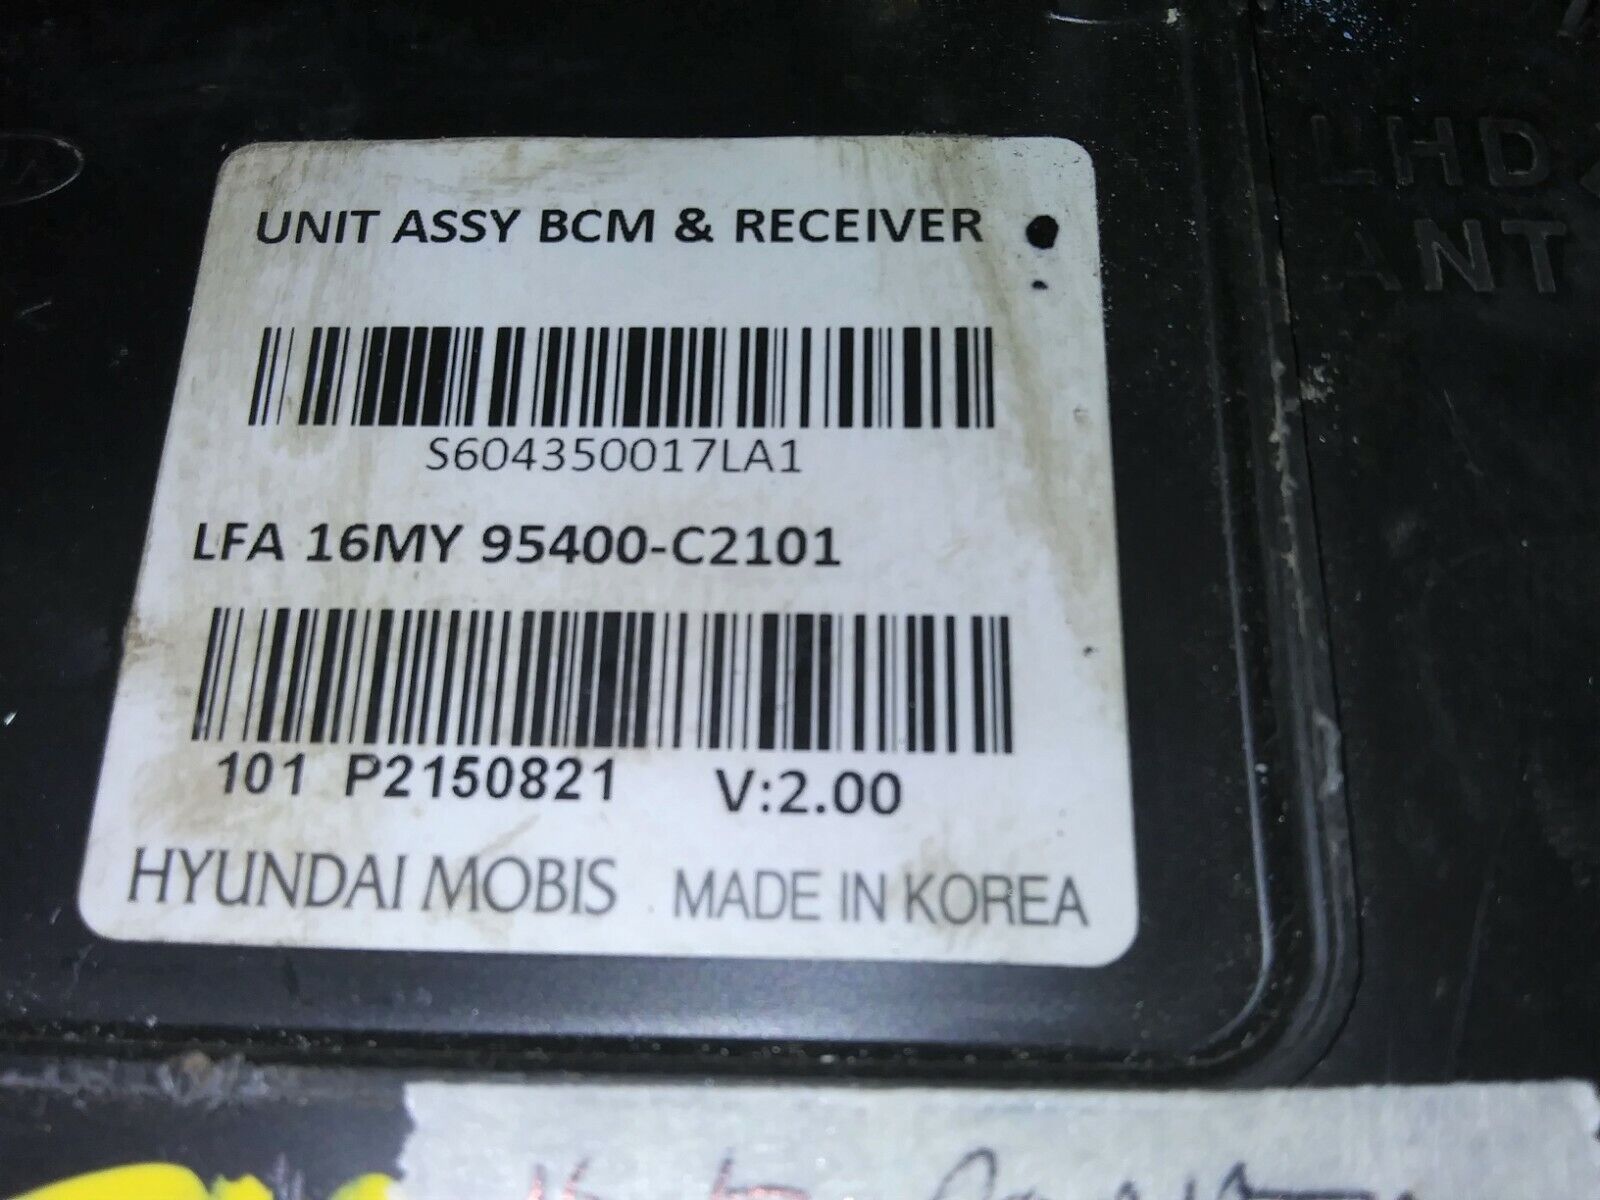 UNIT ASSY BCM & RECEIVER
S604350017LA1
LFA 16MY 95400-C2101
101 P2150821 V:2.00
HYUNDAI MOBIS MADE IN KOREA
LHD
ANT